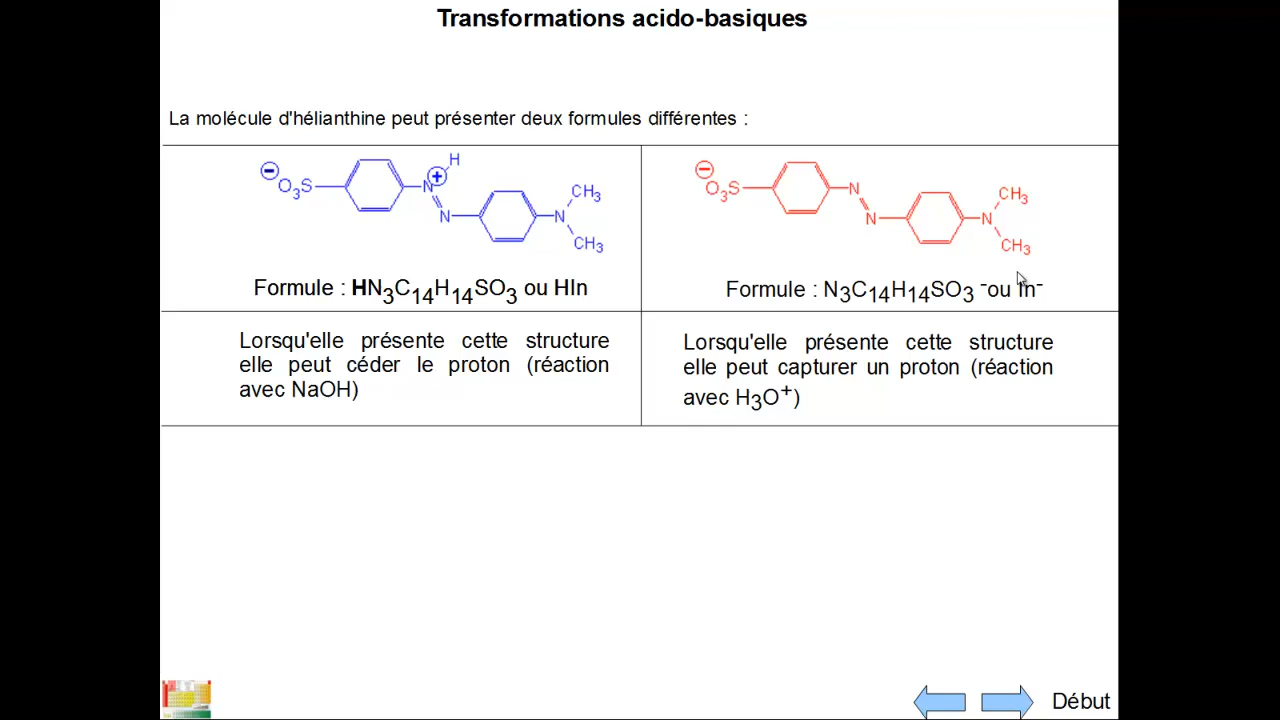 Transformations acido-basiques
La molécule d'hélianthine peut présenter deux formules différentes :
⊖ O3S N ⊕ H N N CH3 CH3
Formule : HN3C14H14SO3 ou HIn
⊖ O3S N N N CH3 CH3
Formule : N3C14H14SO3 -ou In-
Lorsqu'elle présente cette structure
elle peut céder le proton (réaction
avec NaOH)
Lorsqu'elle présente cette structure
elle peut capturer un proton (réaction
avec H3O+)
Début